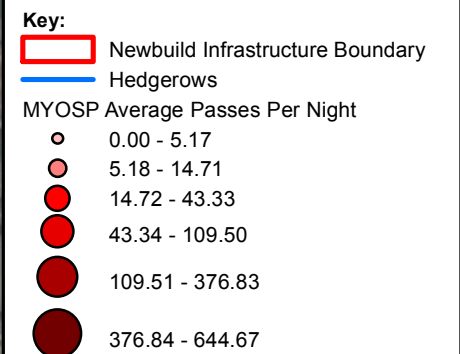 Key:
Newbuild Infrastructure Boundary
Hedgerows
MYOSP Average Passes Per Night
0.00 - 5.17
5.18 - 14.71
14.72 - 43.33
43.34 - 109.50
109.51 - 376.83
376.84 - 644.67